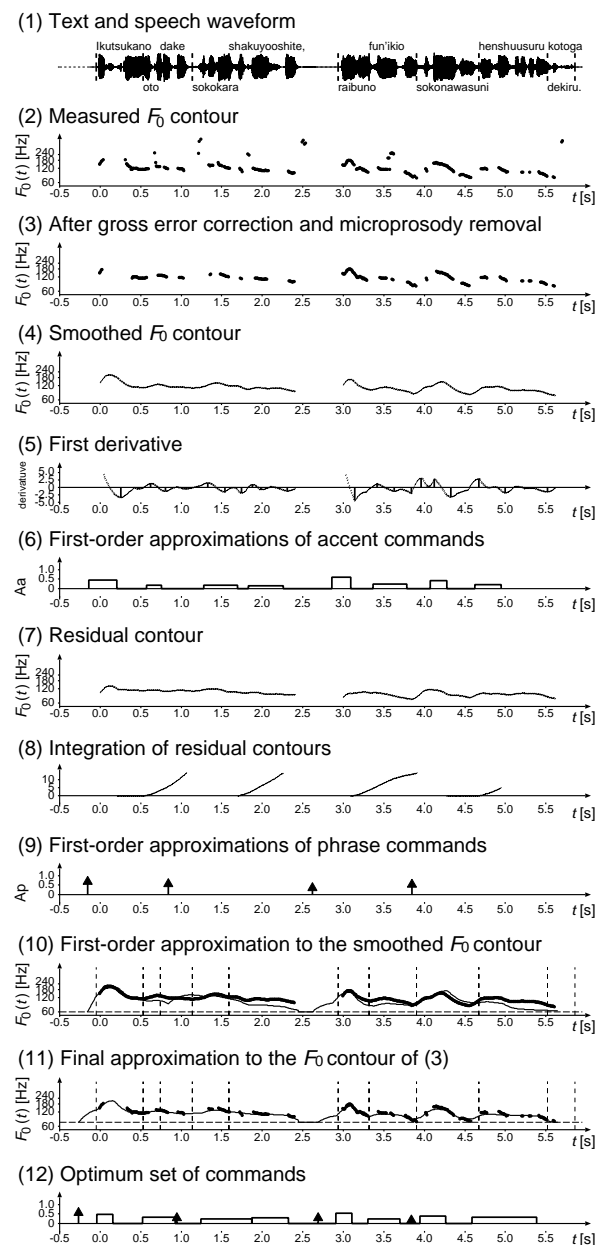 (1) Text and speech waveform
Ikutsukano dake shakuyooshite, fun'ikio henshuusuru kotoga
oto sokokara raibuno sokonawasuni dekiru.
(2) Measured F0 contour
F0 (t) [Hz]
240
180
120
60
-0.5 0.0 0.5 1.0 1.5 2.0 2.5 3.0 3.5 4.0 4.5 5.0 5.5 t [s]
(3) After gross error correction and microprosody removal
F0 (t) [Hz]
240
180
120
60
-0.5 0.0 0.5 1.0 1.5 2.0 2.5 3.0 3.5 4.0 4.5 5.0 5.5 t [s]
(4) Smoothed F0 contour
F0 (t) [Hz]
240
180
120
60
-0.5 0.0 0.5 1.0 1.5 2.0 2.5 3.0 3.5 4.0 4.5 5.0 5.5 t [s]
(5) First derivative
derivatuve
5.0
2.5
0.0
-2.5
-5.0
-0.5 0.0 0.5 1.0 1.5 2.0 2.5 3.0 3.5 4.0 4.5 5.0 5.5 t [s]
(6) First-order approximations of accent commands
Aa
1.0
0.5
0
-0.5 0.0 0.5 1.0 1.5 2.0 2.5 3.0 3.5 4.0 4.5 5.0 5.5 t [s]
(7) Residual contour
F0 (t) [Hz]
240
180
120
60
-0.5 0.0 0.5 1.0 1.5 2.0 2.5 3.0 3.5 4.0 4.5 5.0 5.5 t [s]
(8) Integration of residual contours
10
5
0
-0.5 0.0 0.5 1.0 1.5 2.0 2.5 3.0 3.5 4.0 4.5 5.0 5.5 t [s]
(9) First-order approximations of phrase commands
Ap
1.0
0.5
0
-0.5 0.0 0.5 1.0 1.5 2.0 2.5 3.0 3.5 4.0 4.5 5.0 5.5 t [s]
(10) First-order approximation to the smoothed F0 contour
F0 (t) [Hz]
240
180
120
60
-0.5 0.0 0.5 1.0 1.5 2.0 2.5 3.0 3.5 4.0 4.5 5.0 5.5 t [s]
(11) Final approximation to the F0 contour of (3)
F0 (t) [Hz]
240
180
120
60
-0.5 0.0 0.5 1.0 1.5 2.0 2.5 3.0 3.5 4.0 4.5 5.0 5.5 t [s]
(12) Optimum set of commands
1.0
0.5
0
-0.5 0.0 0.5 1.0 1.5 2.0 2.5 3.0 3.5 4.0 4.5 5.0 5.5 t [s]